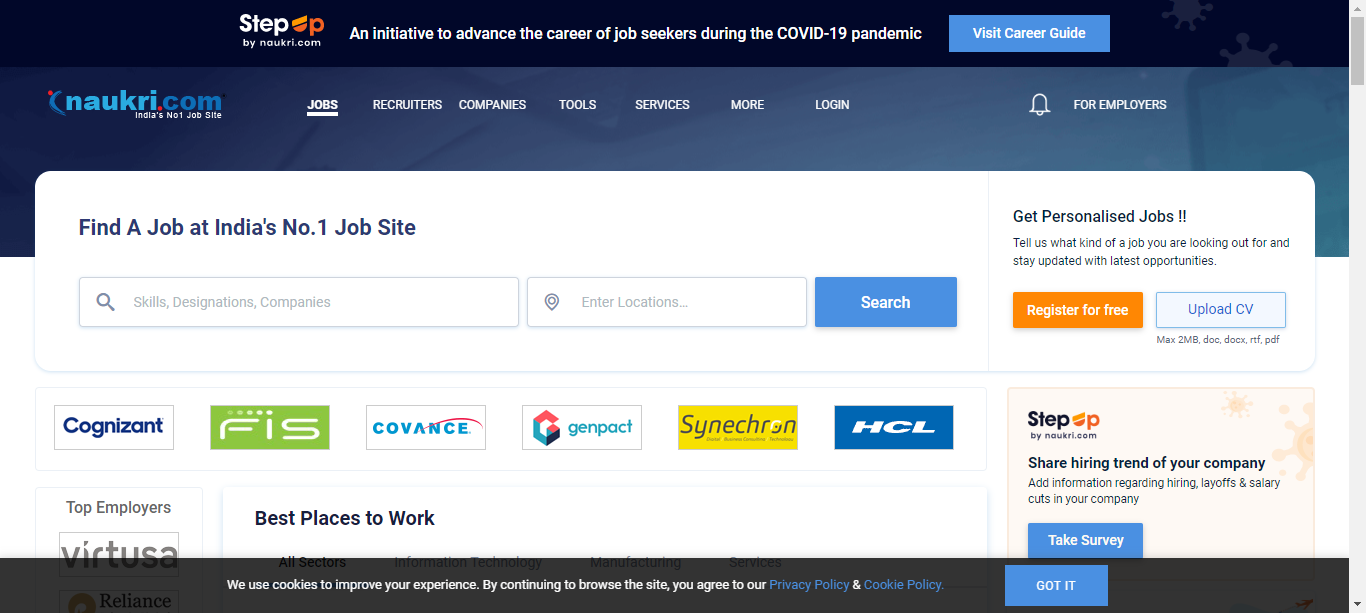 StepUp
by naukri.com
An initiative to advance the career of job seekers during the COVID-19 pandemic
Visit Career Guide
naukri.com
India's No1 Job Site
JOBS
RECRUITERS
COMPANIES
TOOLS
SERVICES
MORE
LOGIN
FOR EMPLOYERS
Find A Job at India's No.1 Job Site
Skills, Designations, Companies
Enter Locations...
Search
Get Personalised Jobs !!
Tell us what kind of a job you are looking out for and
stay updated with latest opportunities.
Register for free
Upload CV
Max 2MB, doc, docx, rtf, pdf
Cognizant
FIS
COVANCE
genpact
Synechron
Digital Business Consulting Technology
HCL
StepUp
by naukri.com
Share hiring trend of your company
Add information regarding hiring, layoffs & salary
cuts in your company
Take Survey
Top Employers
virtusa
Reliance
Best Places to Work
All Sectors
Information Technology
Manufacturing
Services
We use cookies to improve your experience. By continuing to browse the site, you agree to our Privacy Policy & Cookie Policy.
GOT IT